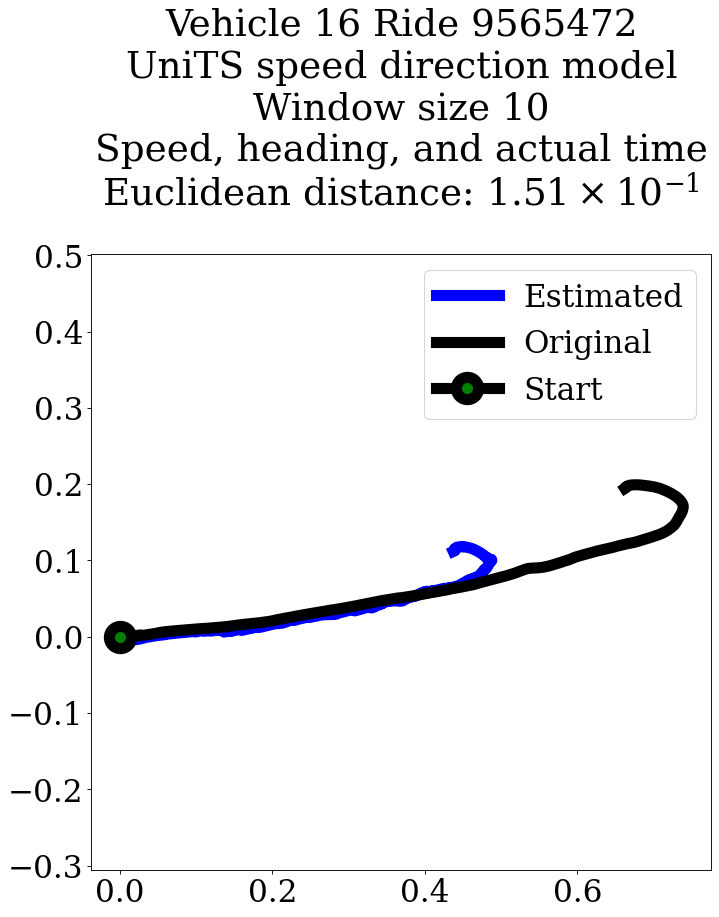 Vehicle 16 Ride 9565472
UniTS speed direction model
Window size 10
Speed, heading, and actual time
Euclidean distance: 1.51 × 10⁻¹
Estimated
Original
Start
0.5
0.4
0.3
0.2
0.1
0.0
−0.1
−0.2
−0.3
0.0 0.2 0.4 0.6